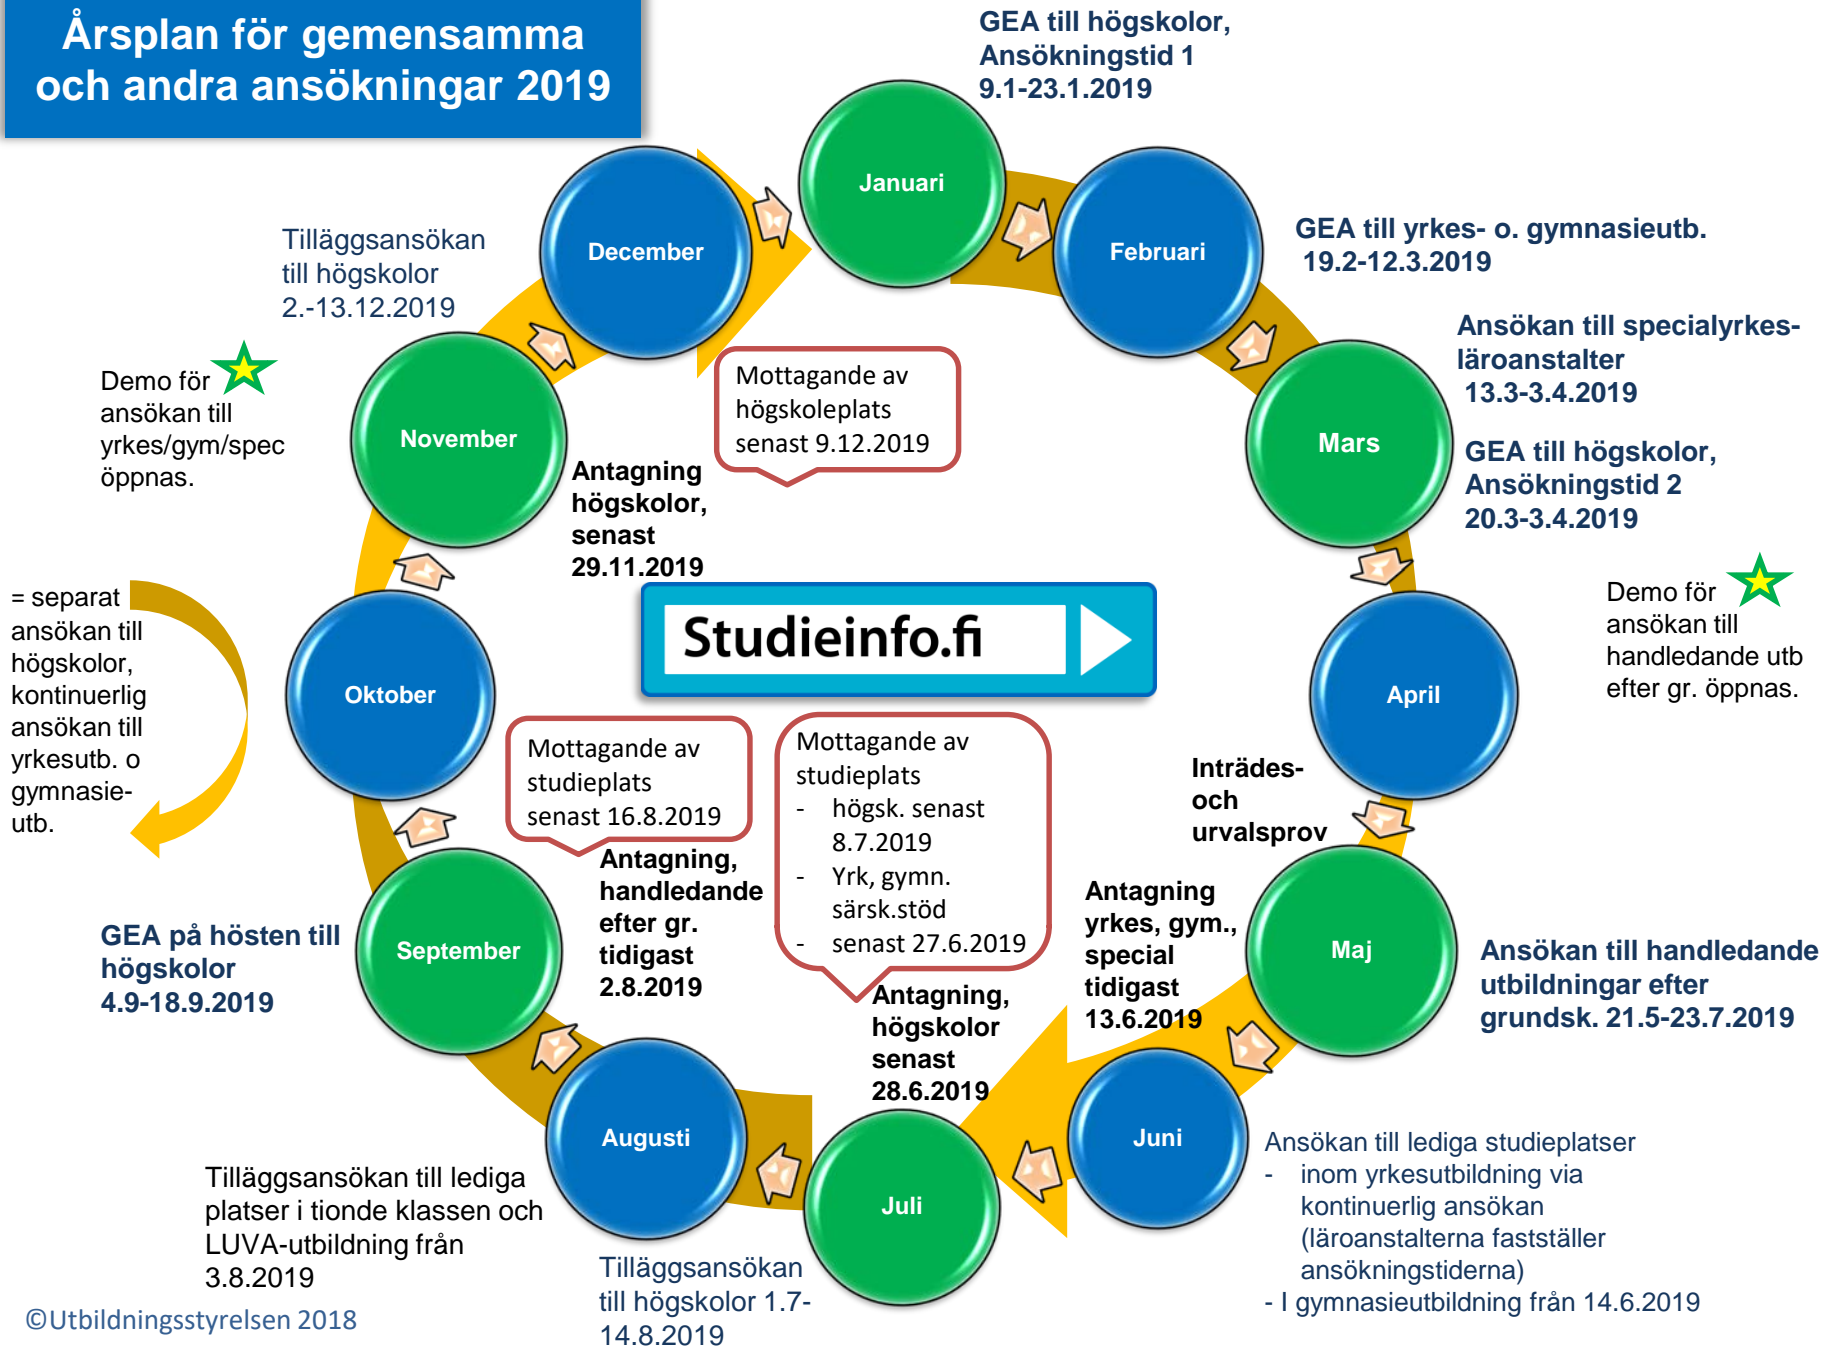 Årsplan för gemensamma
och andra ansökningar 2019
GEA till högskolor,
Ansökningstid 1
9.1-23.1.2019
Januari
Februari
GEA till yrkes- o. gymnasieutb.
19.2-12.3.2019
Ansökan till specialyrkes-
läroanstalter
13.3-3.4.2019
Mars
GEA till högskolor,
Ansökningstid 2
20.3-3.4.2019
Demo för
ansökan till
handledande utb
efter gr. öppnas.
April
Inträdes-
och
urvalsprov
Maj
Ansökan till handledande
utbildningar efter
grundsk. 21.5-23.7.2019
Antagning
yrkes, gym.,
special
tidigast
13.6.2019
Juni
Ansökan till lediga studieplatser
- inom yrkesutbildning via
kontinuerlig ansökan
(läroanstalterna fastställer
ansökningstiderna)
- I gymnasieutbildning från 14.6.2019
Mottagande av
studieplats
- högsk. senast
8.7.2019
- Yrk, gymn.
särsk.stöd
- senast 27.6.2019
Antagning,
högskolor
senast
28.6.2019
Juli
Tilläggsansökan
till högskolor 1.7-
14.8.2019
Augusti
Tilläggsansökan till lediga
platser i tionde klassen och
LUVA-utbildning från
3.8.2019
Mottagande av
studieplats
senast 16.8.2019
Antagning,
handledande
efter gr.
tidigast
2.8.2019
September
GEA på hösten till
högskolor
4.9-18.9.2019
Oktober
= separat
ansökan till
högskolor,
kontinuerlig
ansökan till
yrkesutb. o
gymnasie-
utb.
November
Demo för
ansökan till
yrkes/gym/spec
öppnas.
Antagning
högskolor,
senast
29.11.2019
December
Tilläggsansökan
till högskolor
2.-13.12.2019
Mottagande av
högskoleplats
senast 9.12.2019
Studieinfo.fi
©Utbildningsstyrelsen 2018